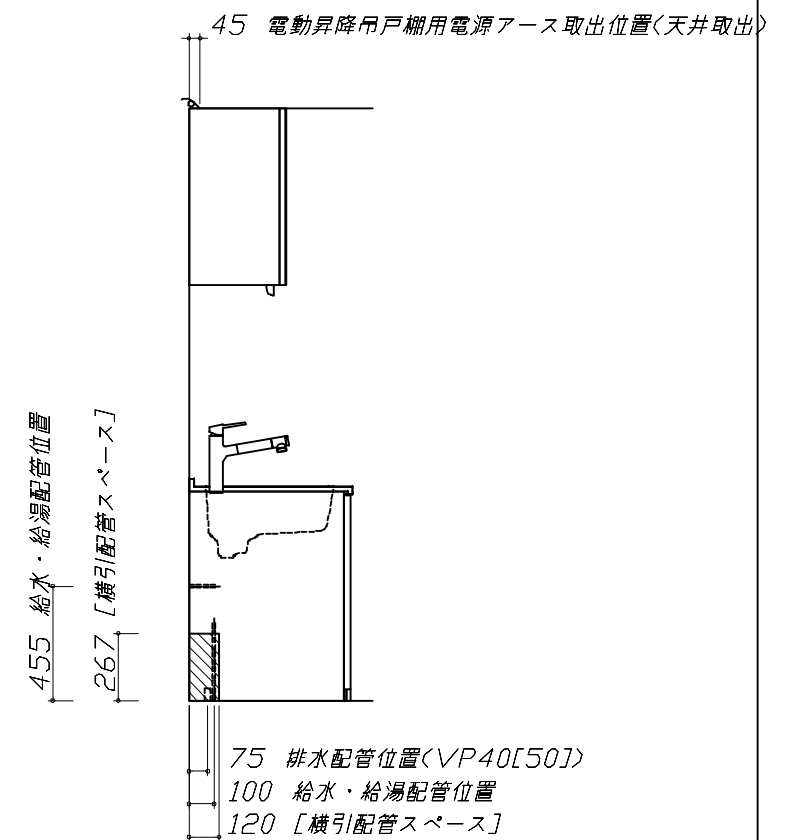 45 電動昇降吊戸棚用電源アース取出位置(天井取出)
455 給水・給湯配管位置
267 [横引配管スペース]
75 排水配管位置(VP40[50])
100 給水・給湯配管位置
120 [横引配管スペース]